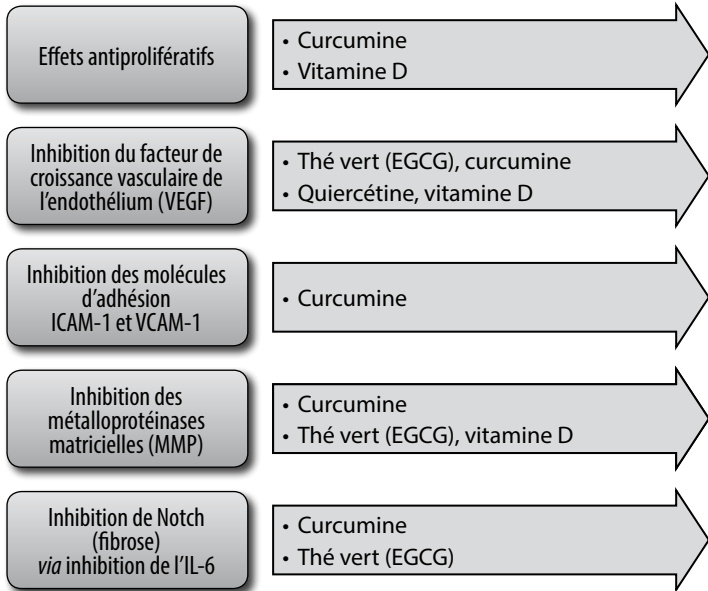 Effets antiprolifératifs
• Curcumine
• Vitamine D
Inhibition du facteur de
croissance vasculaire de
l'endothélium (VEGF)
• Thé vert (EGCG), curcumine
• Quiercétine, vitamine D
Inhibition des molécules
d'adhésion
ICAM-1 et VCAM-1
• Curcumine
Inhibition des
métalloprotéinases
matricielles (MMP)
• Curcumine
• Thé vert (EGCG), vitamine D
Inhibition de Notch
(fibrose)
via inhibition de l'IL-6
• Curcumine
• Thé vert (EGCG)